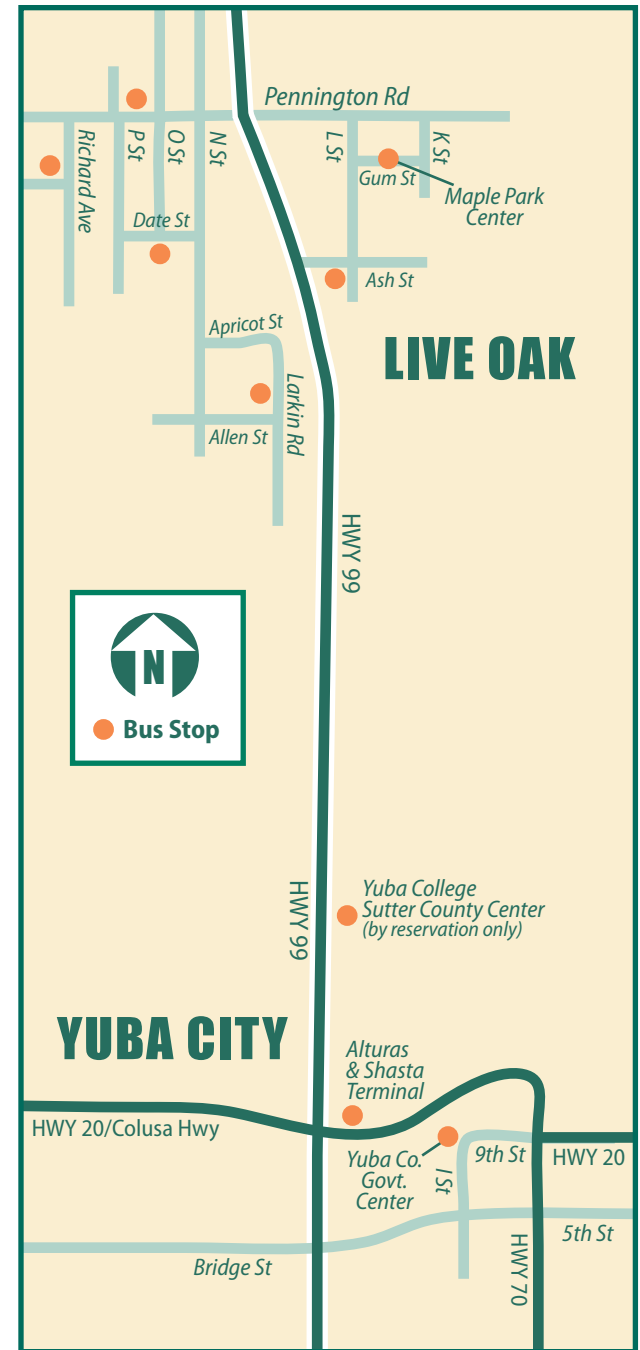 Pennington Rd
Richard Ave
P St
O St
N St
L St
K St
Gum St
Maple Park
Center
Date St
Ash St
Apricot St
LIVE OAK
Larkin Rd
Allen St
HWY 99
N
Bus Stop
HWY 99
Yuba College
Sutter County Center
(by reservation only)
YUBA CITY
Alturas
& Shasta
Terminal
HWY 20/Colusa Hwy
Yuba Co.
Govt.
Center
I St
9th St
HWY 20
5th St
Bridge St
HWY 70